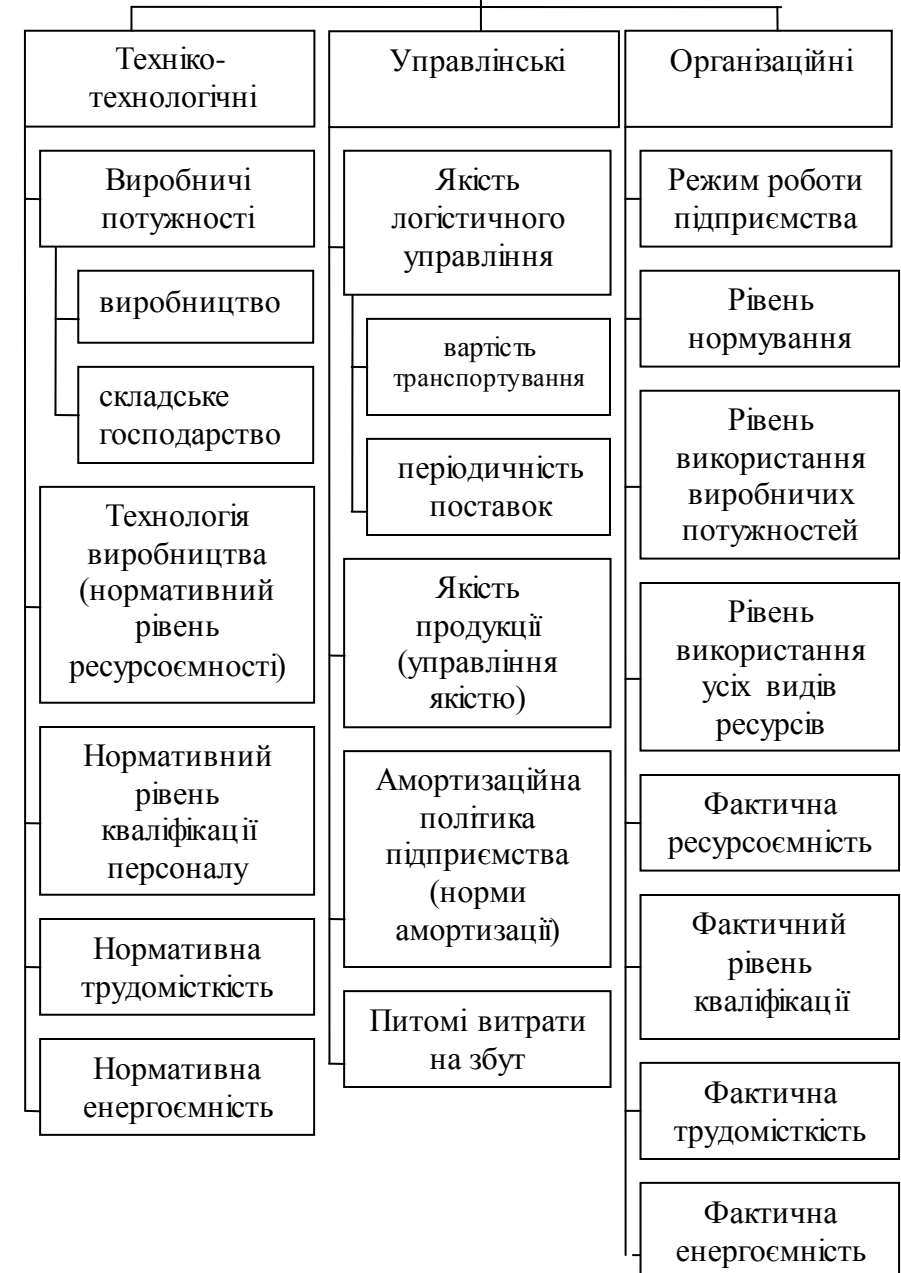 Техніко-
технологічні
Виробничі
потужності
виробництво
складське
господарство
Технологія
виробництва
(нормативний
рівень
ресурсоємності)
Нормативний
рівень
кваліфікації
персоналу
Нормативна
трудомісткість
Нормативна
енергоємність
Управлінські
Якість
логістичного
управління
вартість
транспортування
періодичність
поставок
Якість
продукції
(управління
якістю)
Амортизаційна
політика
підприємства
(норми
амортизації)
Питомі витрати
на збут
Організаційні
Режим роботи
підприємства
Рівень
нормування
Рівень
використання
виробничих
потужностей
Рівень
використання
усіх видів
ресурсів
Фактична
ресурсоємність
Фактичний
рівень
кваліфікації
Фактична
трудомісткість
Фактична
енергоємність